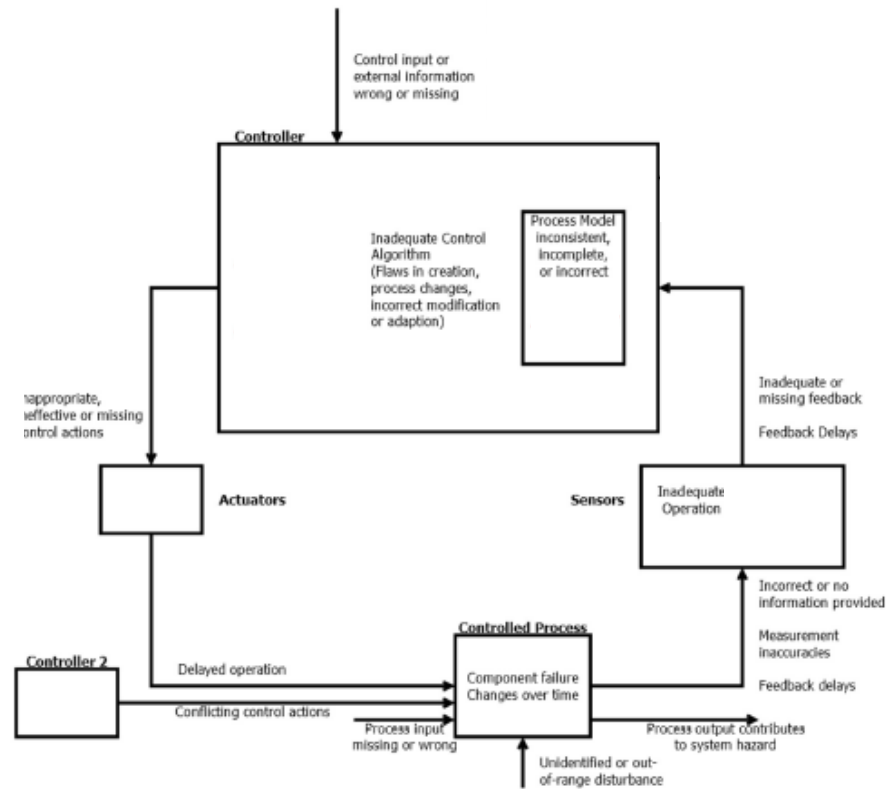 Control input or
external information
wrong or missing
Controller
Inadequate Control
Algorithm
(Flaws in creation,
process changes,
incorrect modification
or adaption)
Process Model
inconsistent,
incomplete,
or incorrect
nappropriate,
neffective or missing
ontrol actions
Inadequate or
missing feedback
Feedback Delays
Actuators
Sensors
Inadequate
Operation
Incorrect or no
information provided
Measurement
inaccuracies
Feedback delays
Controlled Process
Component failure
Changes over time
Controller 2
Delayed operation
Conflicting control actions
Process input
missing or wrong
Process output contributes
to system hazard
Unidentified or out-
of-range disturbance